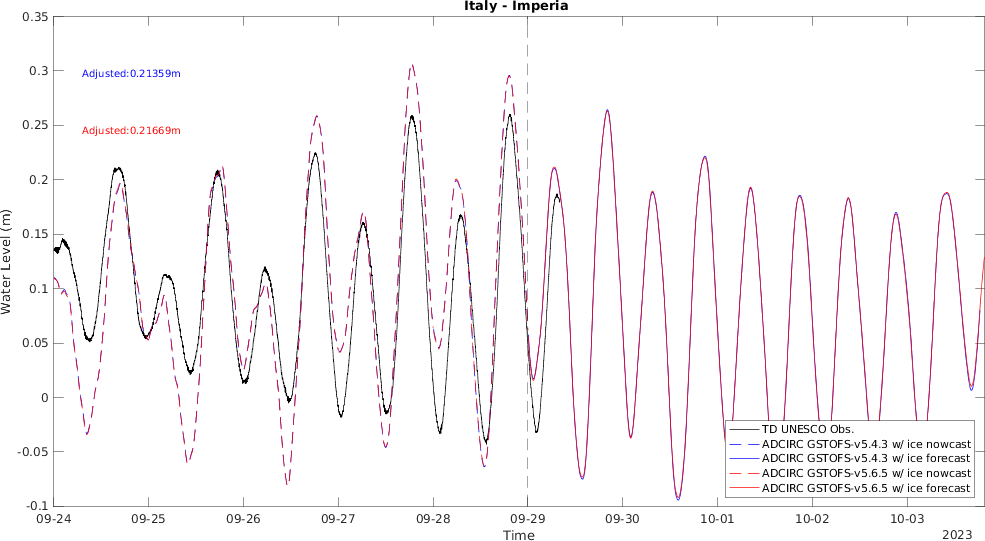 Italy - Imperia
0.35
0.3
0.25
0.2
0.15
0.1
0.05
0
-0.05
-0.1
Water Level (m)
Adjusted:0.21359m
Adjusted:0.21669m
TD UNESCO Obs.
ADCIRC GSTOFS-v5.4.3 w/ ice nowcast
ADCIRC GSTOFS-v5.4.3 w/ ice forecast
ADCIRC GSTOFS-v5.6.5 w/ ice nowcast
ADCIRC GSTOFS-v5.6.5 w/ ice forecast
09-24 09-25 09-26 09-27 09-28 09-29 09-30 10-01 10-02 10-03
Time
2023